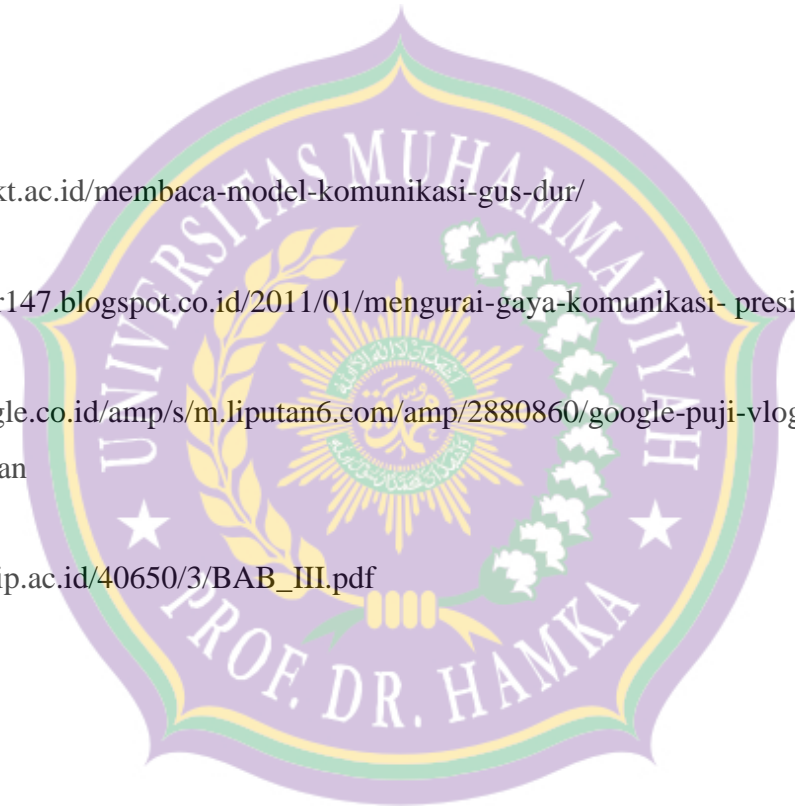 kt.ac.id/membaca-model-komunikasi-gus-dur/
r147.blogspot.co.id/2011/01/mengurai-gaya-komunikasi- presi
gle.co.id/amp/s/m.liputan6.com/amp/2880860/google-puji-vlog
an
ip.ac.id/40650/3/BAB_III.pdf
UNIVERSITAS MUHAMMADIYAH
PROF. DR. HAMKA